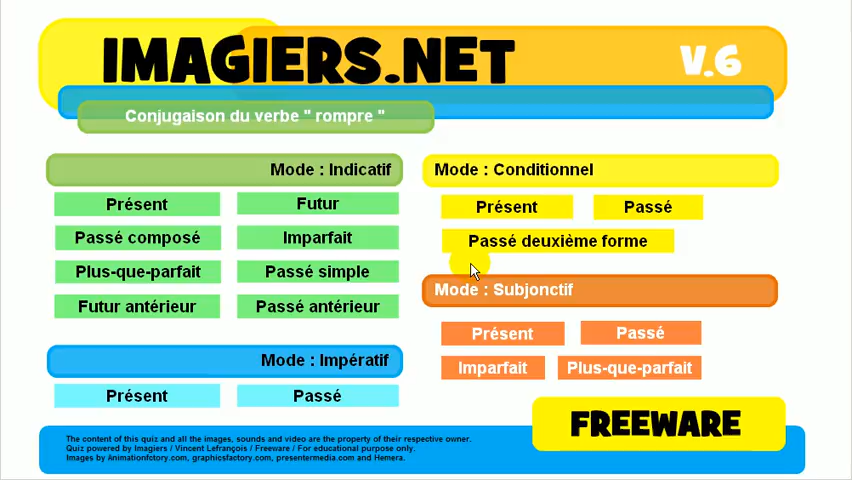 IMAGIERS.NET
V.6
Conjugaison du verbe " rompre "
Mode : Indicatif
Présent
Futur
Passé composé
Imparfait
Plus-que-parfait
Passé simple
Futur antérieur
Passé antérieur
Mode : Impératif
Présent
Passé
Mode : Conditionnel
Présent
Passé
Passé deuxième forme
Mode : Subjonctif
Présent
Passé
Imparfait
Plus-que-parfait
FREEWARE
The content of this quiz and all the images, sounds and video are the property of their respective owner.
Quiz powered by Imagiers / Vincent Lefrançois / Freeware / For educational purpose only.
Images by Animationfctory.com, graphicsfactory.com, presentermedia.com and Hemera.